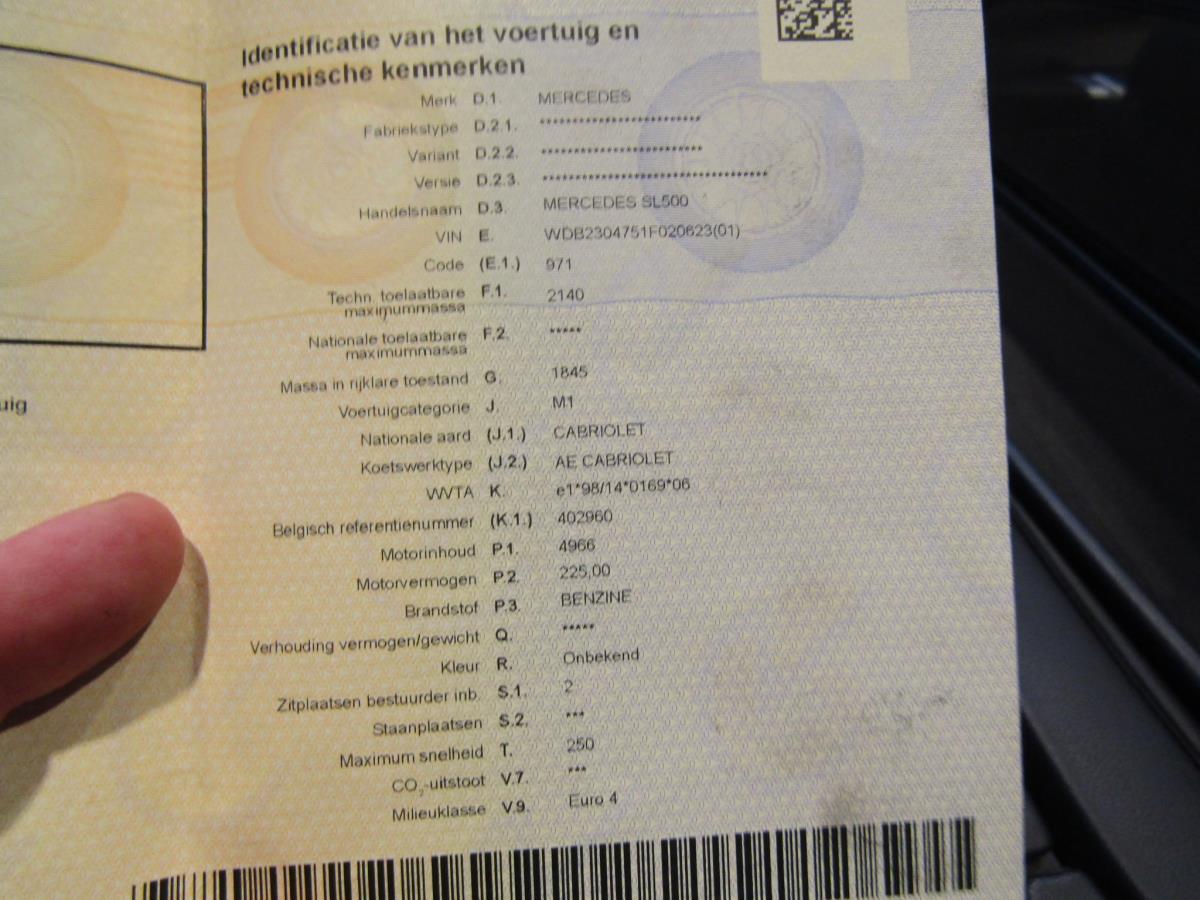 Identificatie van het voertuig en
technische kenmerken
Merk D.1. MERCEDES
Fabriekstype D.2.1. *************************
Variant D.2.2. *************************
Versie D.2.3. ***********************************
Handelsnaam D.3. MERCEDES SL500
VIN E. WDB2304751F020623(01)
Code (E.1.) 971
Techn. toelaatbare F.1. 2140
maximummassa
Nationale toelaatbare F.2. *****
maximummassa
Massa in rijklare toestand G. 1845
Voertuigcategorie J. M1
Nationale aard (J.1.) CABRIOLET
Koetswerktype (J.2.) AE CABRIOLET
WVTA K. e1*98/14*0169*06
Belgisch referentienummer (K.1.) 402960
Motorinhoud P.1. 4966
Motorvermogen P.2. 225,00
Brandstof P.3. BENZINE
Verhouding vermogen/gewicht Q. *****
Kleur R. Onbekend
Zitplaatsen bestuurder inb. S.1. 2
Staanplaatsen S.2. ***
Maximum snelheid T. 250
CO₂-uitstoot V.7. ***
Milieuklasse V.9. Euro 4
uig